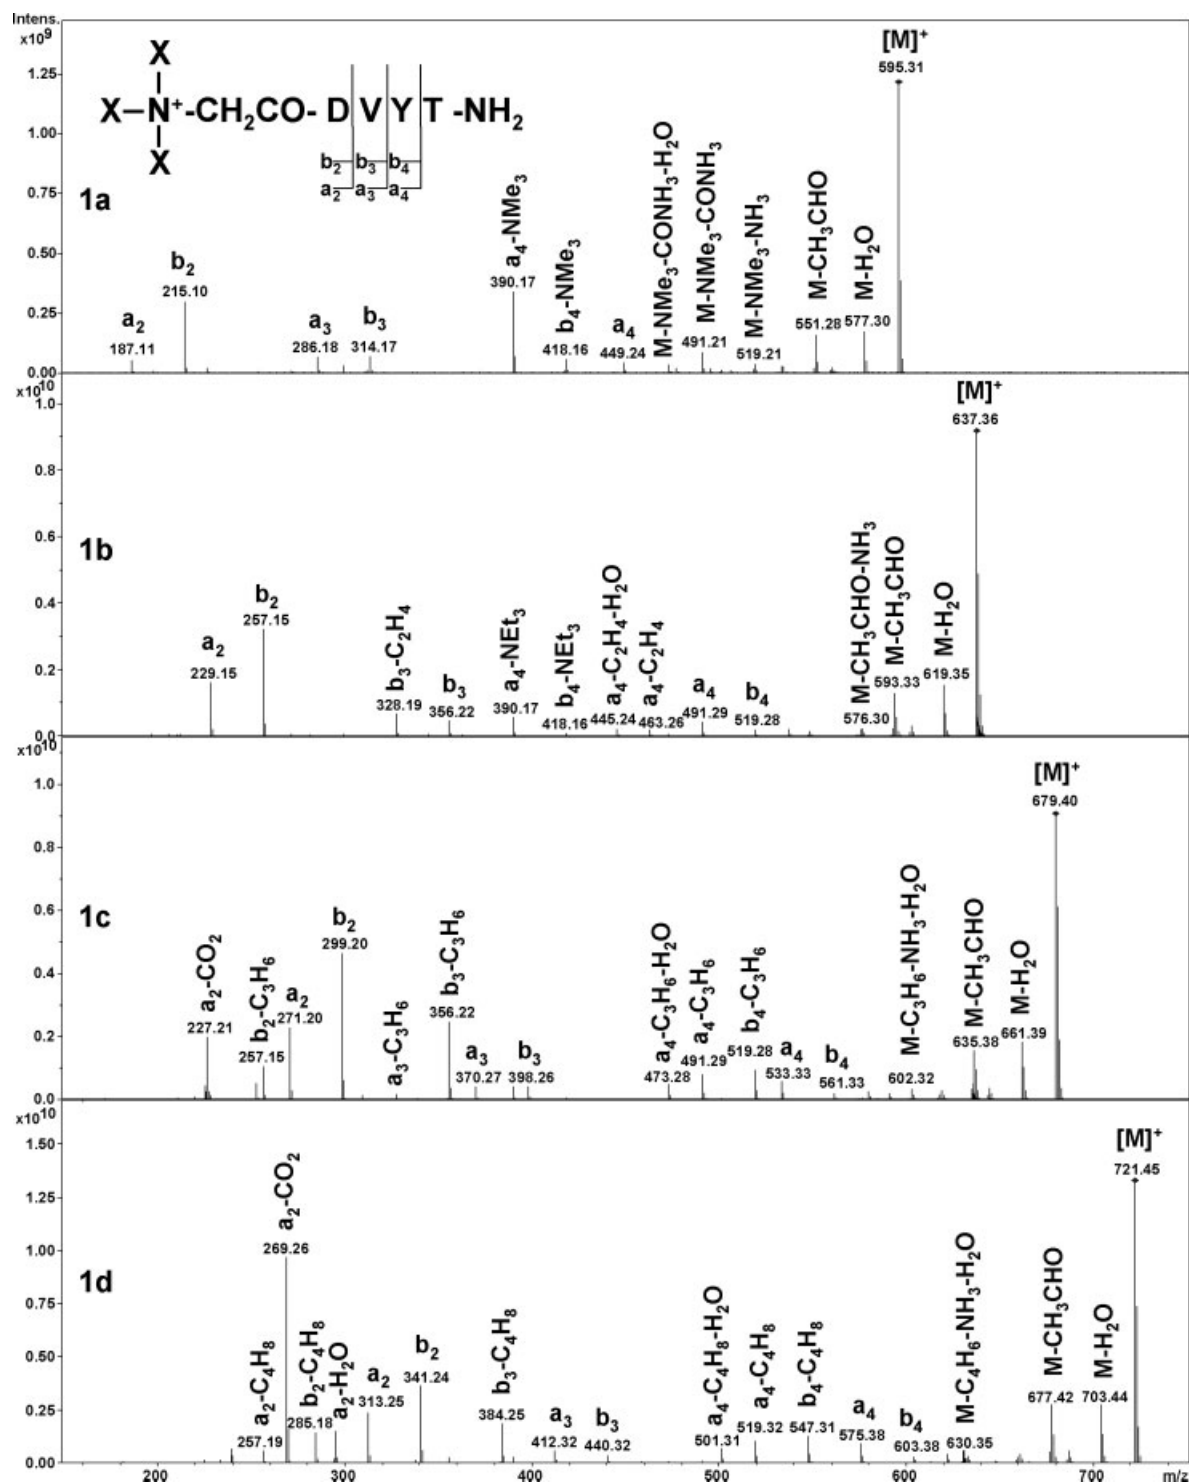 Intens.
x10⁹
1.25
1.00
0.75
0.50
0.25
0.00
X
X–N⁺-CH₂CO- D V Y T -NH₂
X
b₂ b₃ b₄
a₂ a₃ a₄
1a
a₂
187.11
b₂
215.10
a₃
286.18
b₃
314.17
a₄-NMe₃
390.17
b₄-NMe₃
418.16
a₄
449.24
M-NMe₃-CONH₃-H₂O
M-NMe₃-CONH₃
491.21
M-NMe₃-NH₃
519.21
M-CH₃CHO
551.28
M-H₂O
577.30
[M]⁺
595.31
x10¹⁰
1.0
0.8
0.6
0.4
0.2
0.0
1b
a₂
229.15
b₂
257.15
b₃-C₂H₄
328.19
b₃
356.22
a₄-NEt₃
390.17
b₄-NEt₃
418.16
a₄-C₂H₄-H₂O
445.24
a₄-C₂H₄
463.26
a₄
491.29
b₄
519.28
M-CH₃CHO-NH₃
576.30
M-CH₃CHO
593.33
M-H₂O
619.35
[M]⁺
637.36
x10¹⁰
1.0
0.8
0.6
0.4
0.2
0.0
1c
a₂-CO₂
227.21
b₂-C₃H₆
257.15
a₂
271.20
b₂
299.20
a₃-C₃H₆
b₃-C₃H₆
356.22
a₃
370.27
b₃
398.26
a₄-C₃H₆-H₂O
473.28
a₄-C₃H₆
491.29
b₄-C₃H₆
519.28
a₄
533.33
b₄
561.33
M-C₃H₆-NH₃-H₂O
602.32
M-CH₃CHO
635.38
M-H₂O
661.39
[M]⁺
679.40
x10¹⁰
1.50
1.25
1.00
0.75
0.50
0.25
0.00
1d
a₂-C₄H₈
257.19
a₂-CO₂
269.26
b₂-C₄H₈
285.18
a₂-H₂O
a₂
313.25
b₂
341.24
b₃-C₄H₈
384.25
a₃
412.32
b₃
440.32
a₄-C₄H₈-H₂O
501.31
a₄-C₄H₈
519.32
b₄-C₄H₈
547.31
a₄
575.38
b₄
603.38
M-C₄H₆-NH₃-H₂O
630.35
M-CH₃CHO
677.42
M-H₂O
703.44
[M]⁺
721.45
200 300 400 500 600 700 m/z